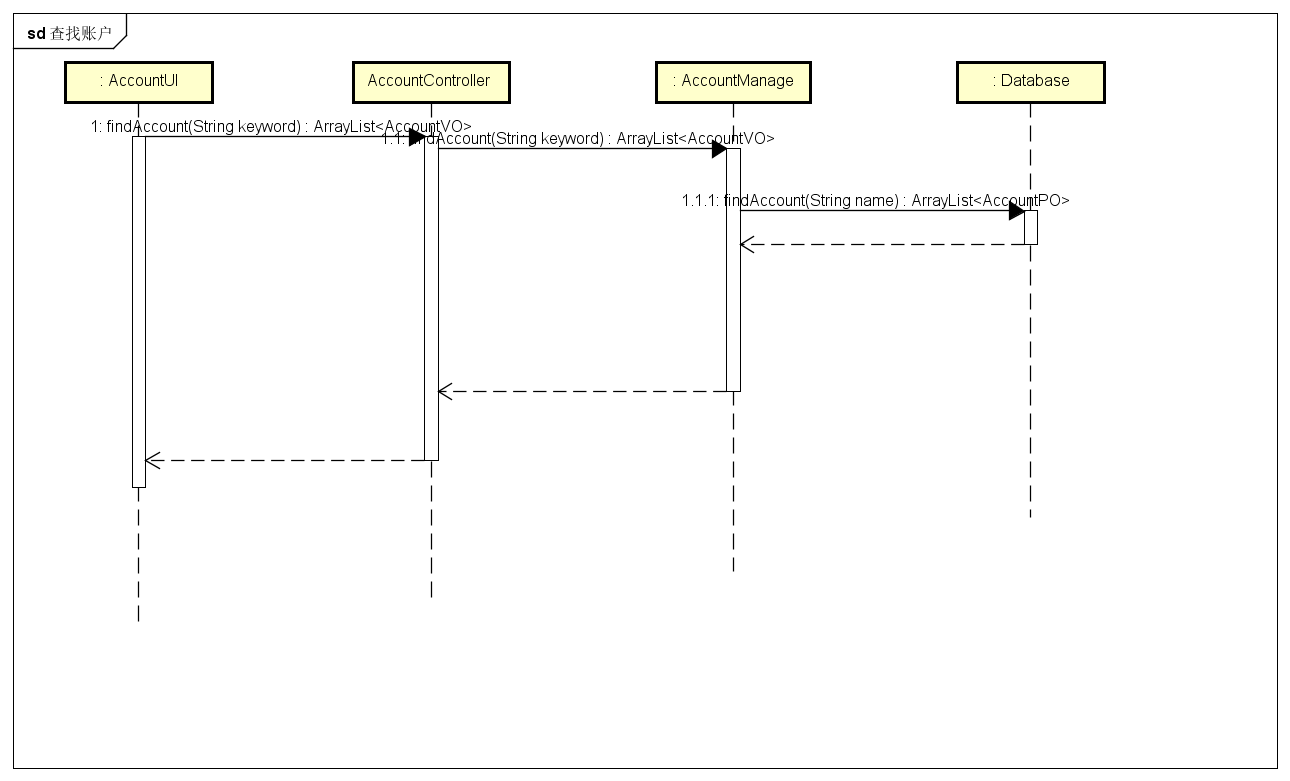 sd 查找账户
: AccountUI
AccountController
: AccountManage
: Database
1: findAccount(String keyword) : ArrayList<AccountVO>
1.1: findAccount(String keyword) : ArrayList<AccountVO>
1.1.1: findAccount(String name) : ArrayList<AccountPO>